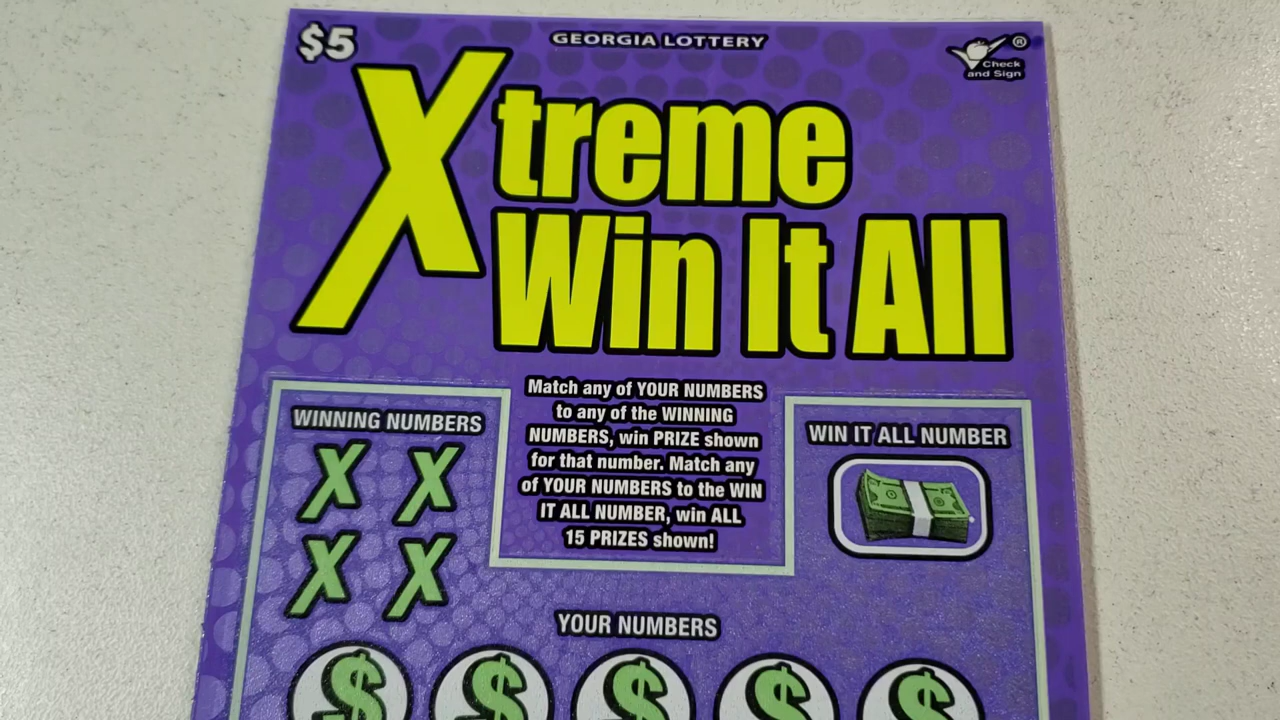 $5
GEORGIA LOTTERY
®
Check
and Sign
Xtreme
Win It All
Match any of YOUR NUMBERS
to any of the WINNING
NUMBERS, win PRIZE shown
for that number. Match any
of YOUR NUMBERS to the WIN
IT ALL NUMBER, win ALL
15 PRIZES shown!
WINNING NUMBERS
X X
X X
WIN IT ALL NUMBER
YOUR NUMBERS
$ $ $ $ $